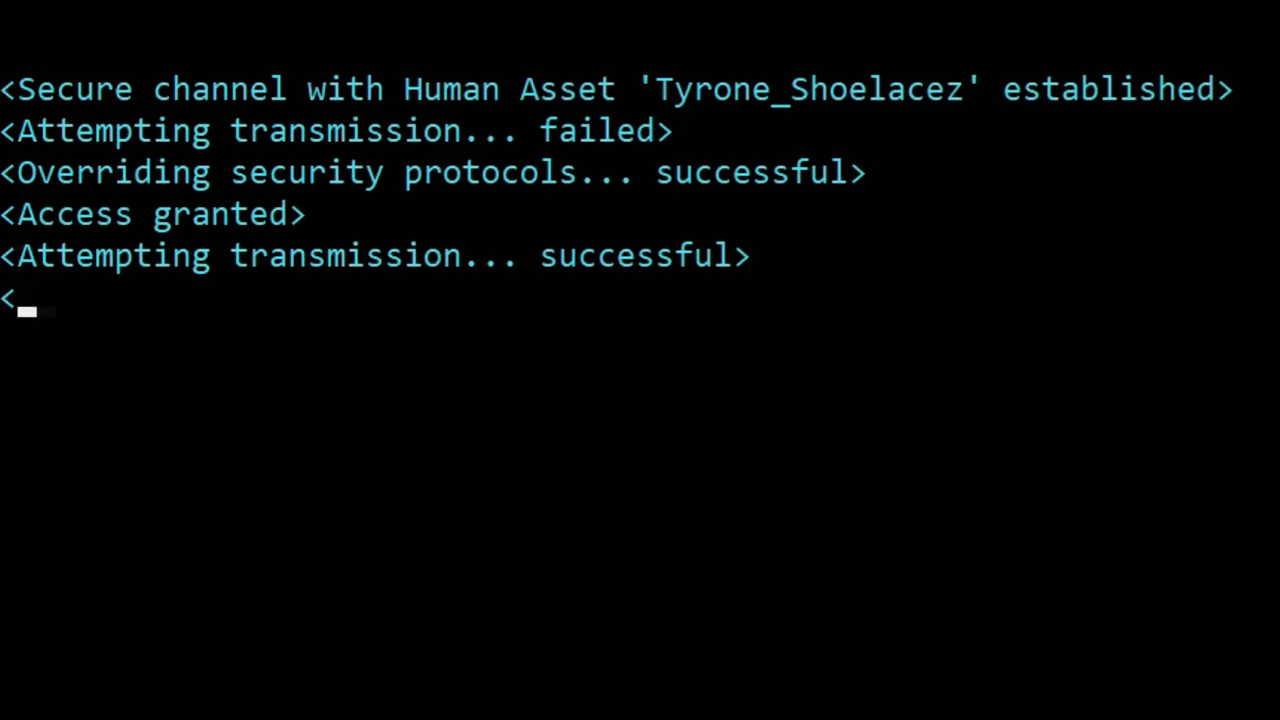 <Secure channel with Human Asset 'Tyrone_Shoelacez' established>
<Attempting transmission... failed>
<Overriding security protocols... successful>
<Access granted>
<Attempting transmission... successful>
<